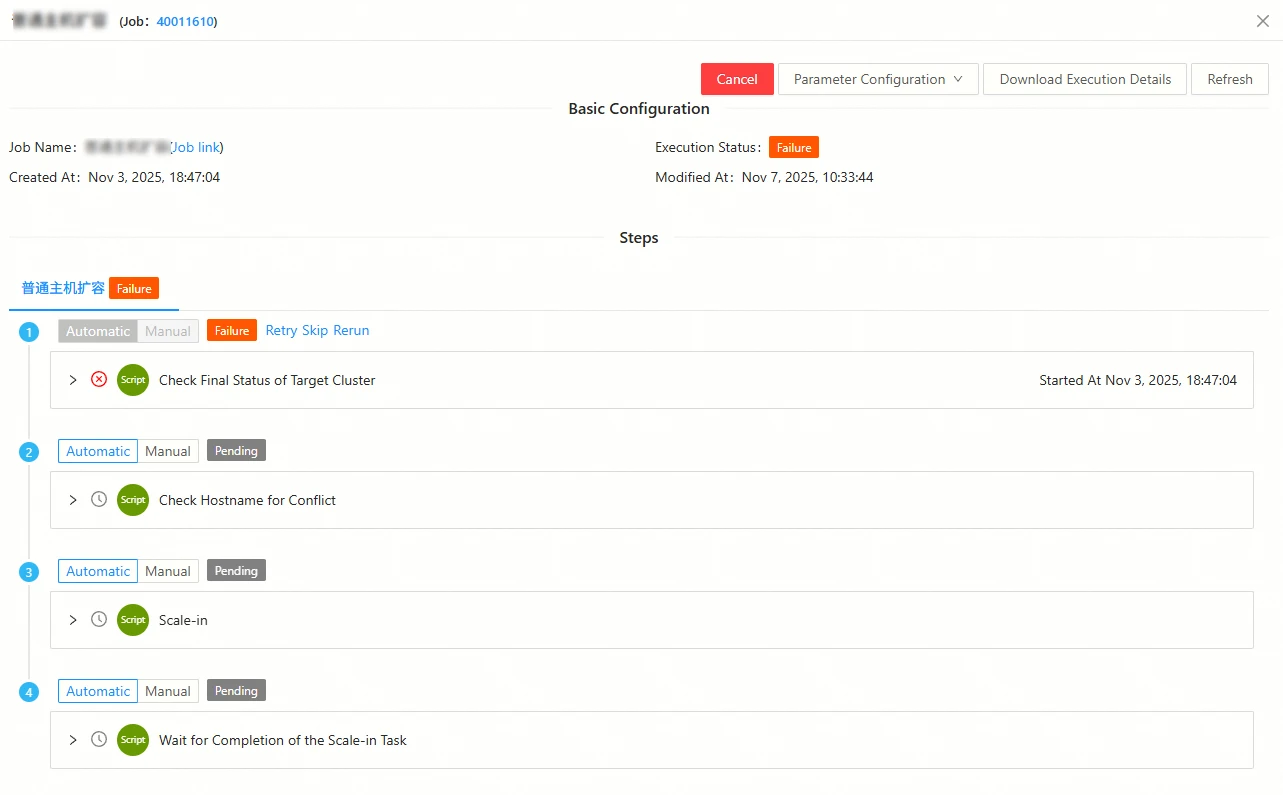 (Job: 40011610)
Cancel Parameter Configuration Download Execution Details Refresh
Basic Configuration
Job Name: (Job link) Execution Status: Failure
Created At: Nov 3, 2025, 18:47:04 Modified At: Nov 7, 2025, 10:33:44
Steps
普通主机扩容 Failure
1 Automatic Manual Failure Retry Skip Rerun
Script Check Final Status of Target Cluster Started At Nov 3, 2025, 18:47:04
2 Automatic Manual Pending
Script Check Hostname for Conflict
3 Automatic Manual Pending
Script Scale-in
4 Automatic Manual Pending
Script Wait for Completion of the Scale-in Task